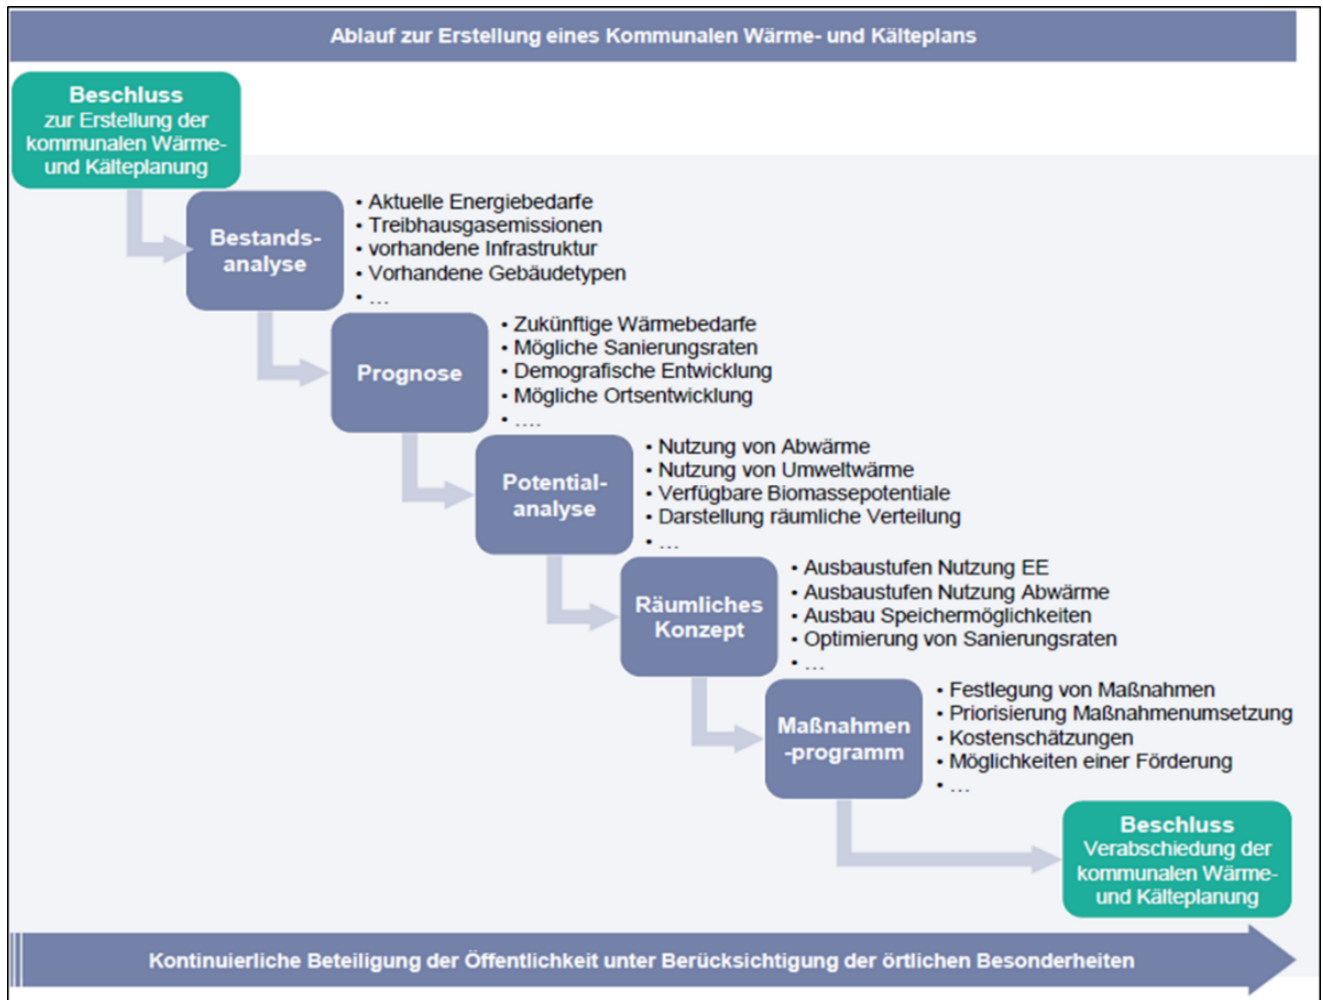 Ablauf zur Erstellung eines Kommunalen Wärme- und Kälteplans
Beschluss
zur Erstellung der
kommunalen Wärme-
und Kälteplanung
Bestands-
analyse
• Aktuelle Energiebedarfe
• Treibhausgasemissionen
• vorhandene Infrastruktur
• Vorhandene Gebäudetypen
• ...
Prognose
• Zukünftige Wärmebedarfe
• Mögliche Sanierungsraten
• Demografische Entwicklung
• Mögliche Ortsentwicklung
• ....
Potential-
analyse
• Nutzung von Abwärme
• Nutzung von Umweltwärme
• Verfügbare Biomassepotentiale
• Darstellung räumliche Verteilung
• ...
Räumliches
Konzept
• Ausbaustufen Nutzung EE
• Ausbaustufen Nutzung Abwärme
• Ausbau Speichermöglichkeiten
• Optimierung von Sanierungsraten
• ...
Maßnahmen
-programm
• Festlegung von Maßnahmen
• Priorisierung Maßnahmenumsetzung
• Kostenschätzungen
• Möglichkeiten einer Förderung
• ...
Beschluss
Verabschiedung der
kommunalen Wärme-
und Kälteplanung
Kontinuierliche Beteiligung der Öffentlichkeit unter Berücksichtigung der örtlichen Besonderheiten